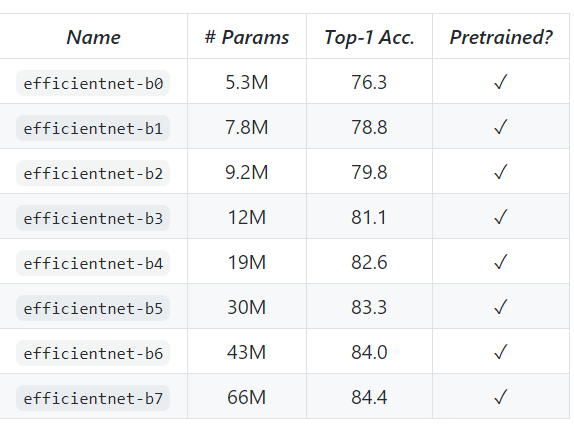 Name # Params Top-1 Acc. Pretrained?
efficientnet-b0 5.3M 76.3 ✓
efficientnet-b1 7.8M 78.8 ✓
efficientnet-b2 9.2M 79.8 ✓
efficientnet-b3 12M 81.1 ✓
efficientnet-b4 19M 82.6 ✓
efficientnet-b5 30M 83.3 ✓
efficientnet-b6 43M 84.0 ✓
efficientnet-b7 66M 84.4 ✓